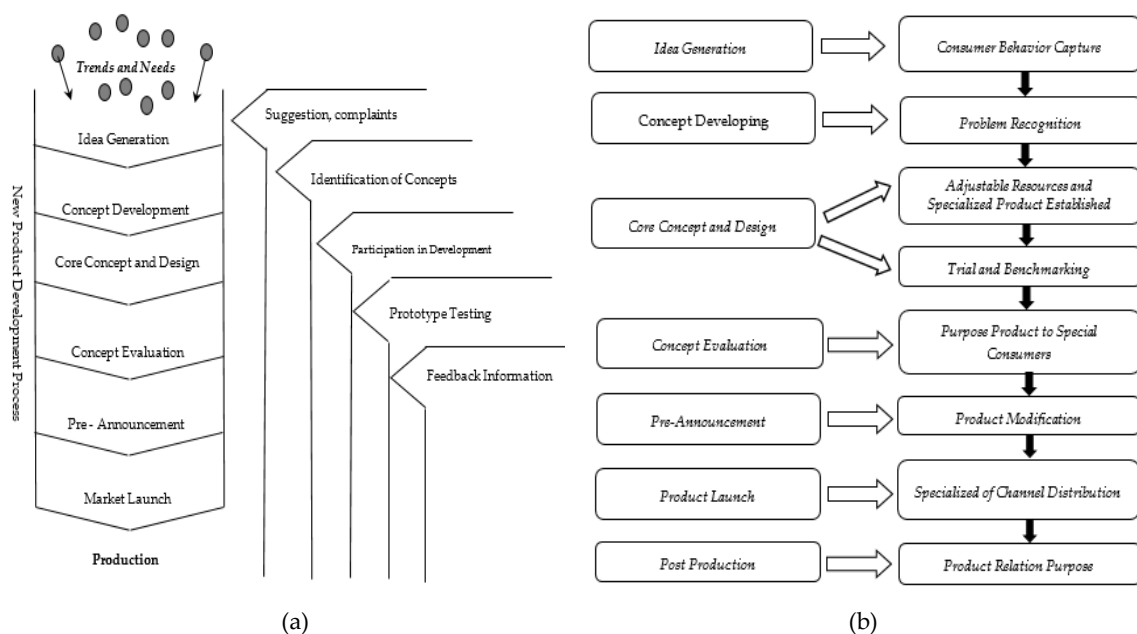 Trends and Needs
Idea Generation
Concept Development
Core Concept and Design
Concept Evaluation
Pre - Announcement
Market Launch
Production
New Product Development Process
Suggestion, complaints
Identification of Concepts
Participation in Development
Prototype Testing
Feedback Information
(a)
Idea Generation
Consumer Behavior Capture
Concept Developing
Problem Recognition
Core Concept and Design
Adjustable Resources and
Specialized Product Established
Trial and Benchmarking
Concept Evaluation
Purpose Product to Special
Consumers
Pre-Announcement
Product Modification
Product Launch
Specialized of Channel Distribution
Post Production
Product Relation Purpose
(b)